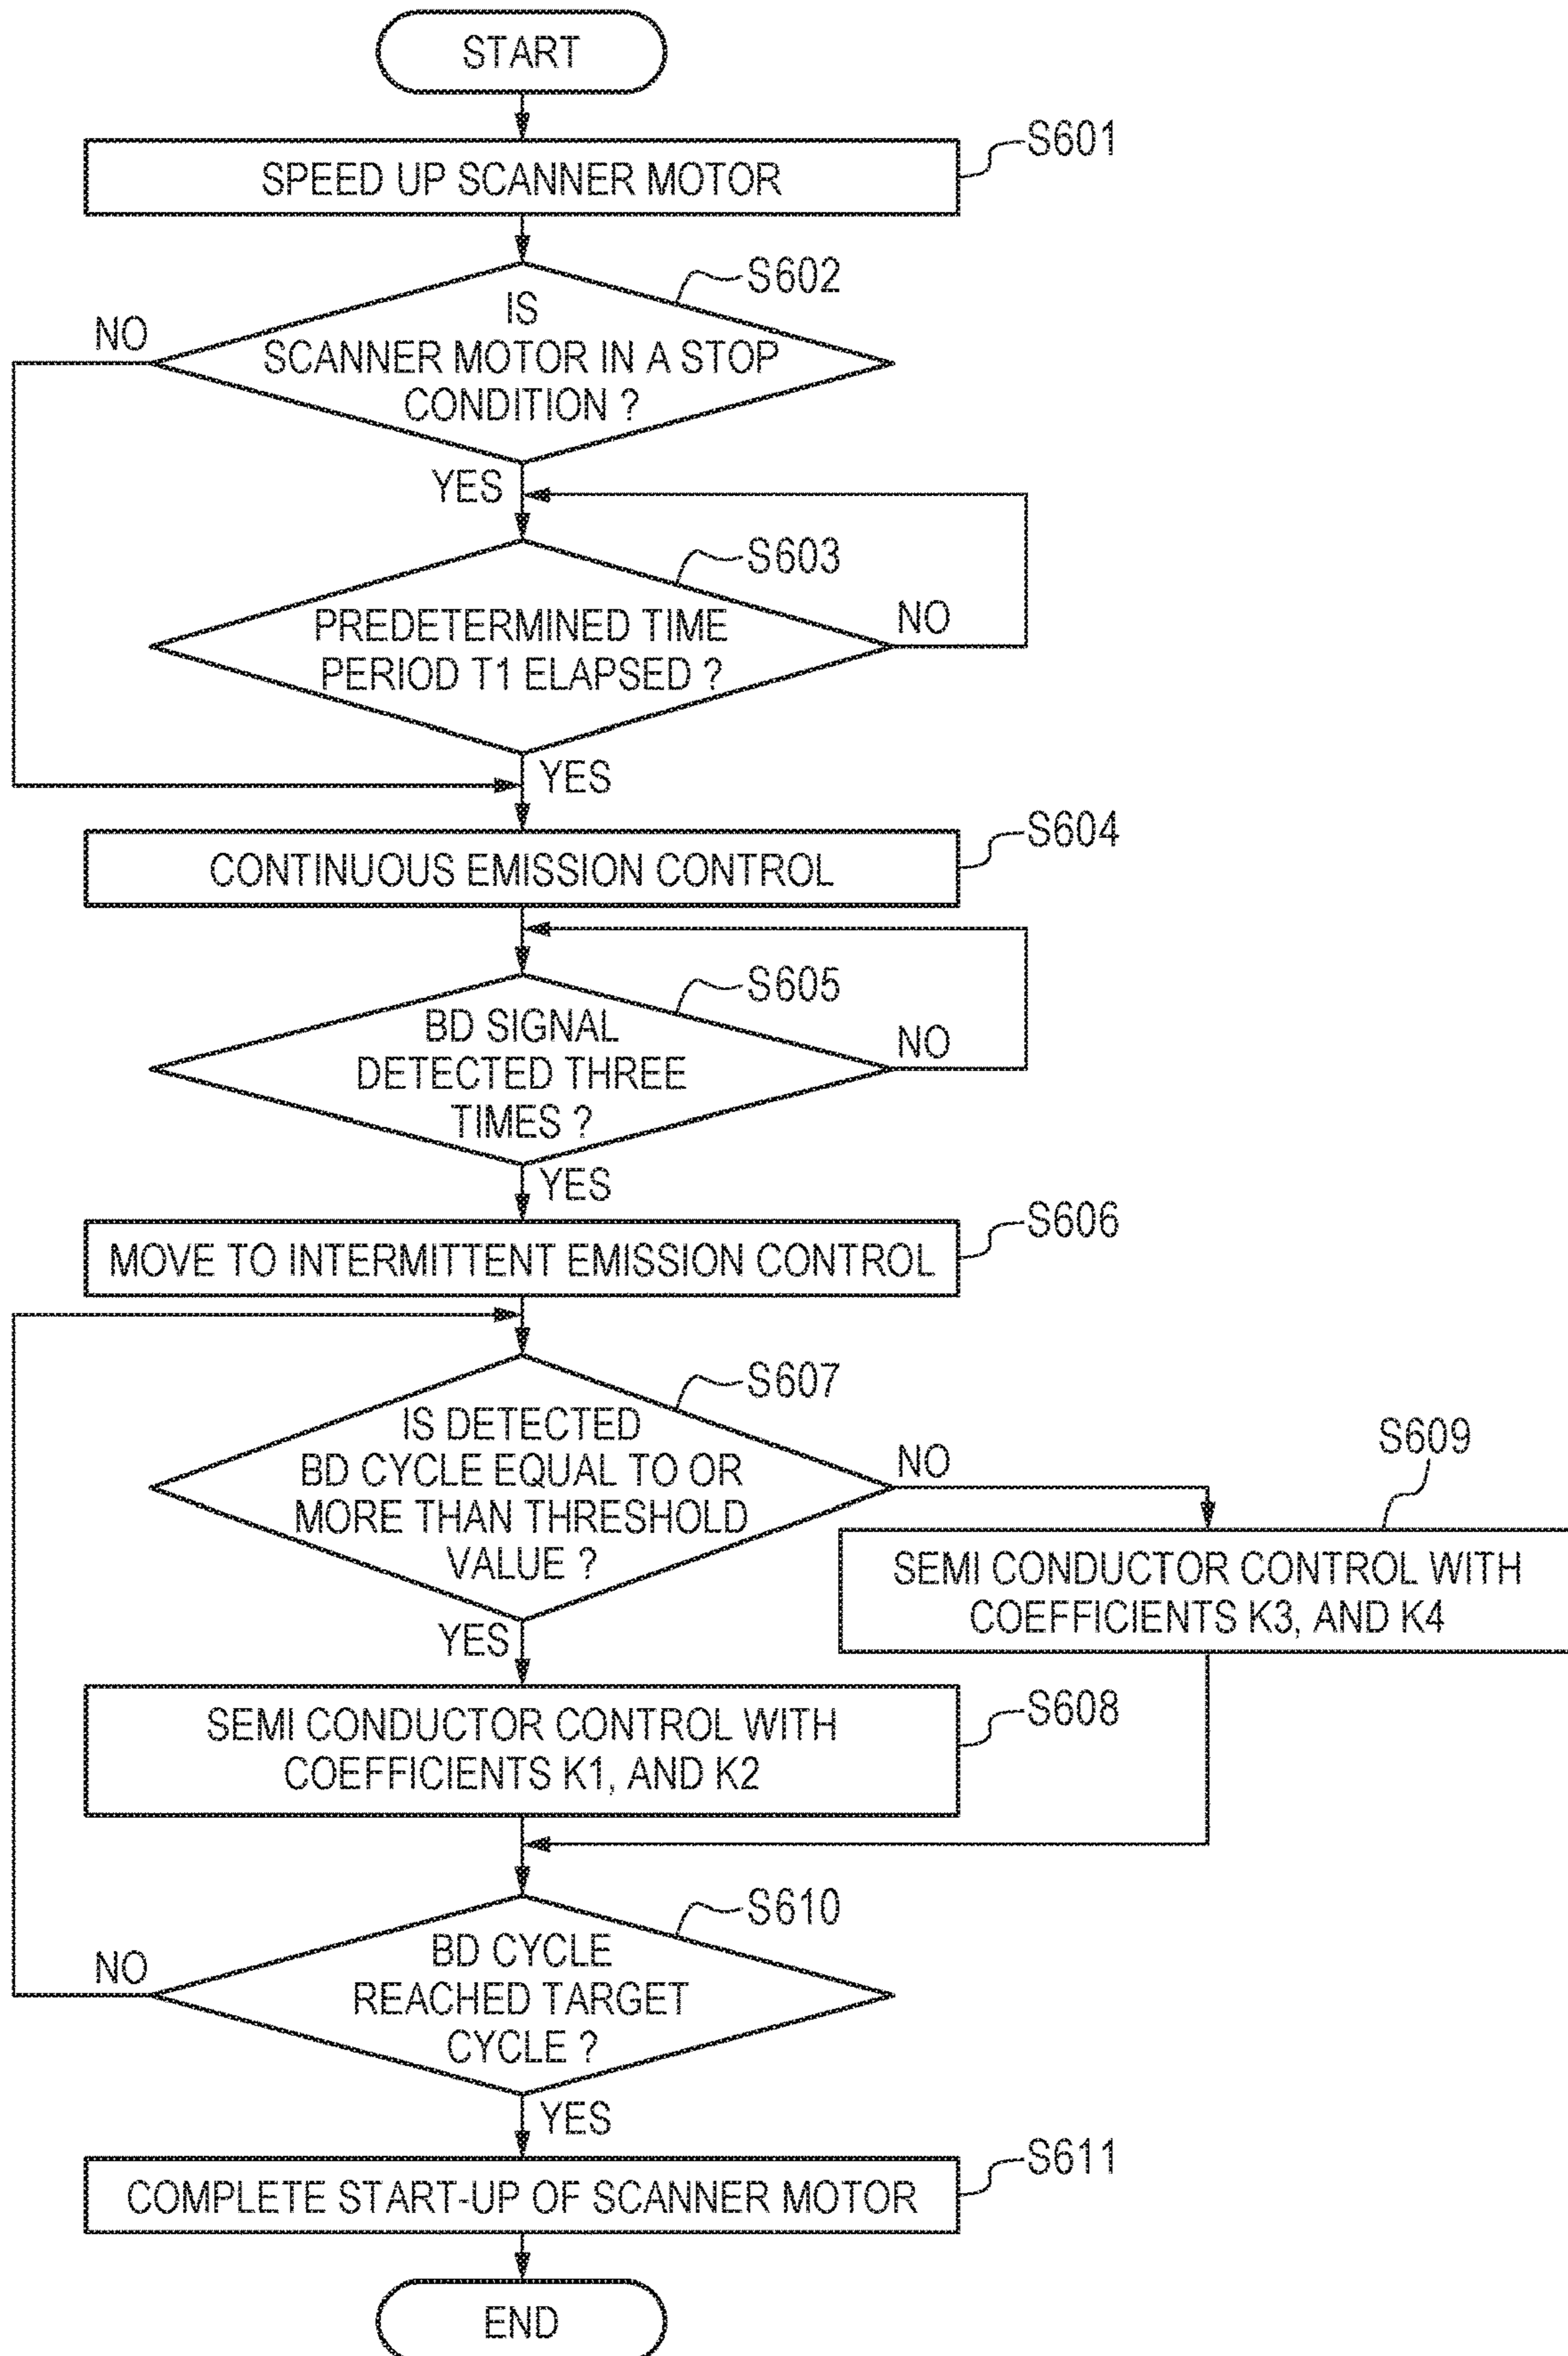 START
S601
SPEED UP SCANNER MOTOR
S602
IS
NO
SCANNER MOTOR IN A STOP
CONDITION ?
YES
S603
PREDETERMINED TIME
NO
PERIOD T1 ELAPSED ?
YES
S604
CONTINUOUS EMISSION CONTROL
S605
BD SIGNAL
NO
DETECTED THREE
TIMES ?
YES
S606
MOVE TO INTERMITTENT EMISSION CONTROL
S607
IS DETECTED
BD CYCLE EQUAL TO OR
NO
MORE THAN THRESHOLD
VALUE ?
S609
SEMI CONDUCTOR CONTROL WITH
COEFFICIENTS K3, AND K4
YES
S608
SEMI CONDUCTOR CONTROL WITH
COEFFICIENTS K1, AND K2
S610
BD CYCLE
NO
REACHED TARGET
CYCLE ?
YES
S611
COMPLETE START-UP OF SCANNER MOTOR
END